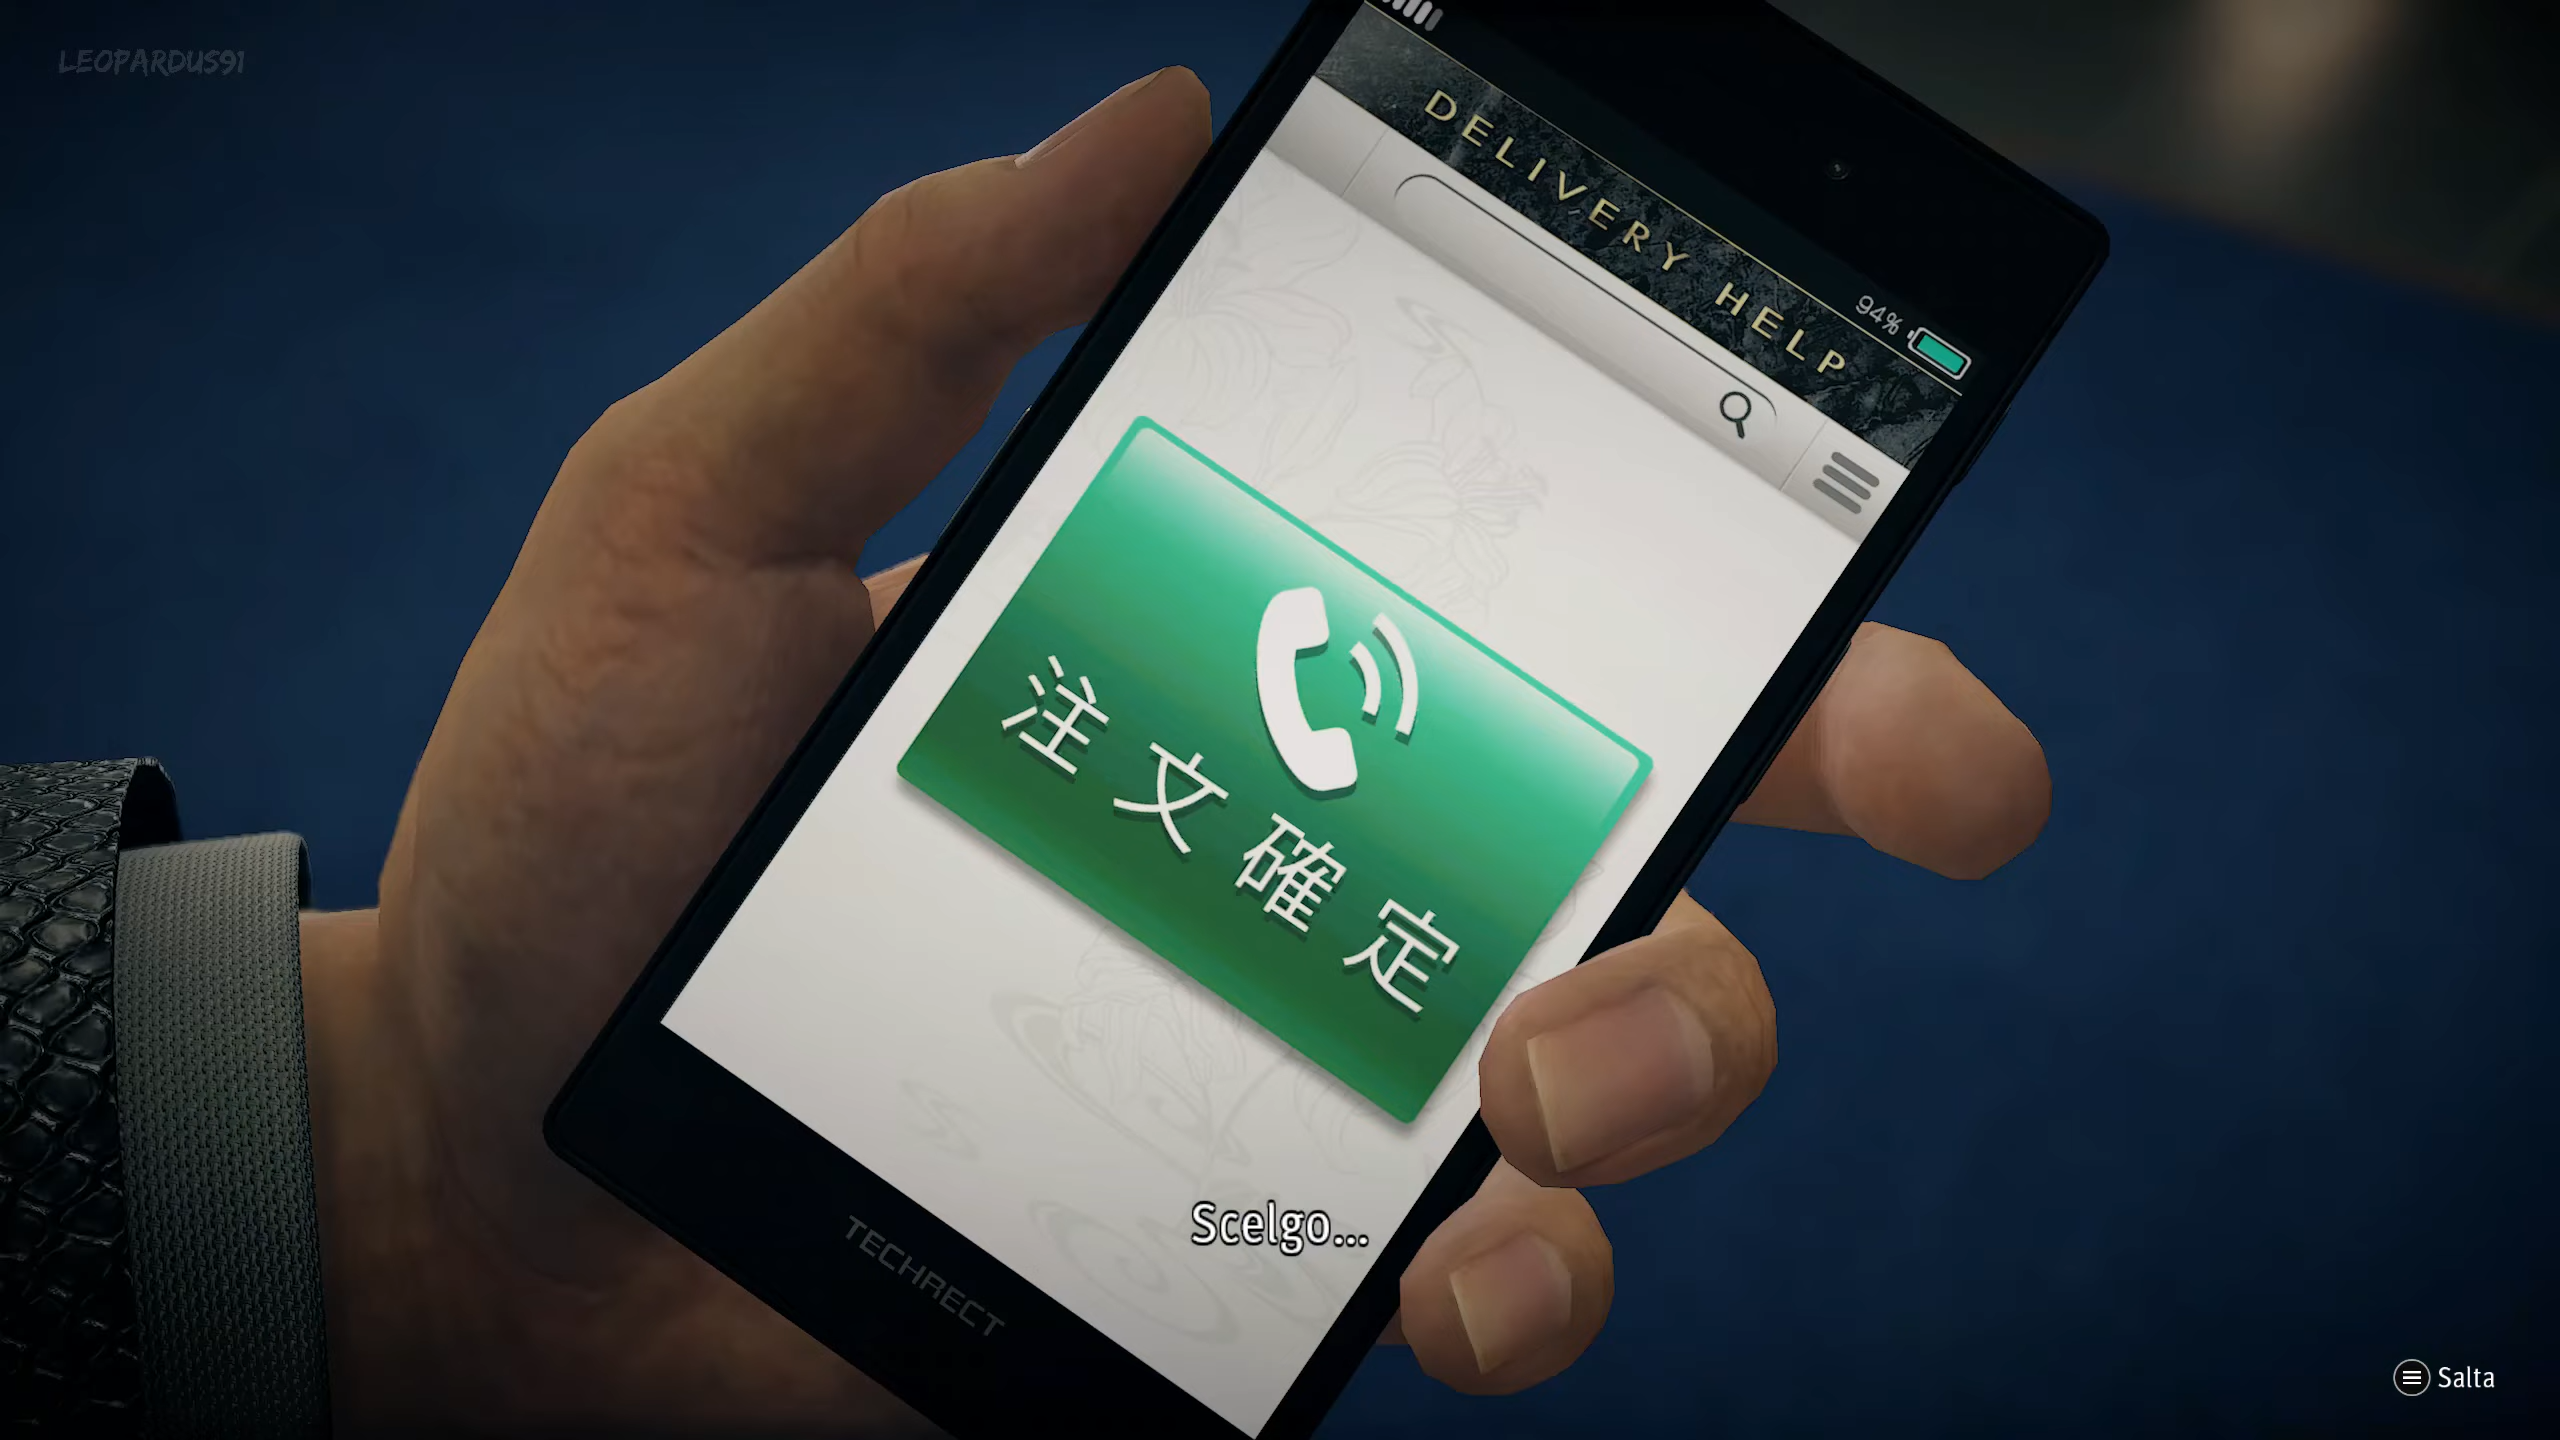 LEOPARDUS91
DELIVERY HELP
94%
注文確定
Scelgo...
TECHRECT
Salta